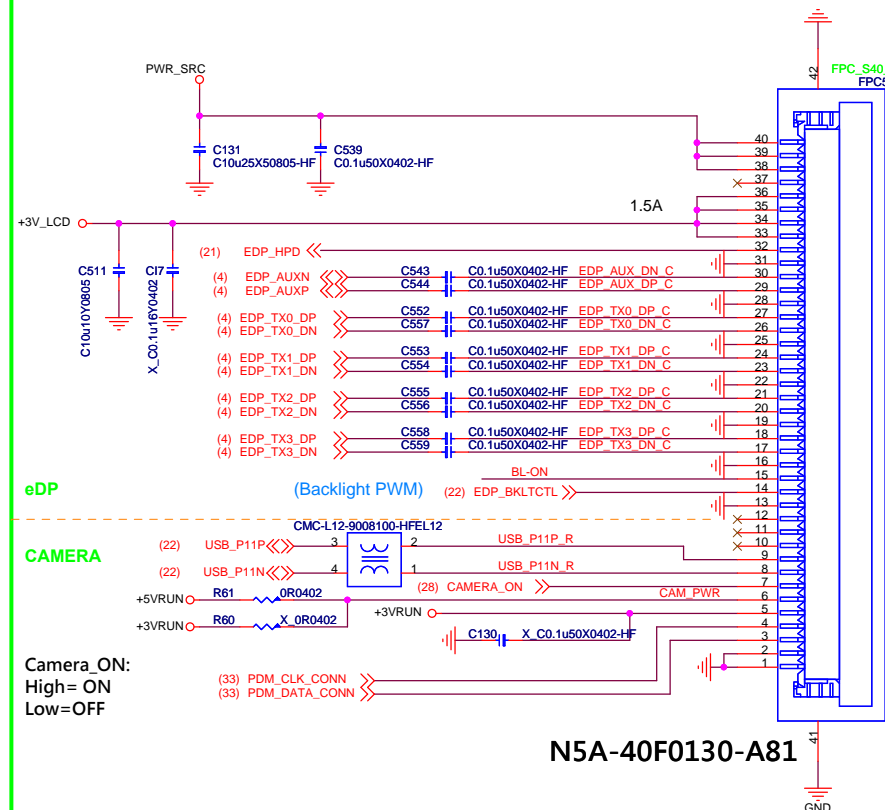 42
FPC_S40
FPC5
PWR_SRC
C131
C10u25X50805-HF
C539
C0.1u50X0402-HF
40
39
38
37
36
35
34
33
32
31
30
29
28
27
26
25
24
23
22
21
20
19
18
17
16
15
14
13
12
11
10
9
8
7
6
5
4
3
2
1
1.5A
+3V_LCD
C511
C10u10Y0805
CI7
X_C0.1u16Y0402
(21) EDP_HPD
(4) EDP_AUXN C543 C0.1u50X0402-HF EDP_AUX_DN_C
(4) EDP_AUXP C544 C0.1u50X0402-HF EDP_AUX_DP_C
(4) EDP_TX0_DP C552 C0.1u50X0402-HF EDP_TX0_DP_C
(4) EDP_TX0_DN C557 C0.1u50X0402-HF EDP_TX0_DN_C
(4) EDP_TX1_DP C553 C0.1u50X0402-HF EDP_TX1_DP_C
(4) EDP_TX1_DN C554 C0.1u50X0402-HF EDP_TX1_DN_C
(4) EDP_TX2_DP C555 C0.1u50X0402-HF EDP_TX2_DP_C
(4) EDP_TX2_DN C556 C0.1u50X0402-HF EDP_TX2_DN_C
(4) EDP_TX3_DP C558 C0.1u50X0402-HF EDP_TX3_DP_C
(4) EDP_TX3_DN C559 C0.1u50X0402-HF EDP_TX3_DN_C
BL-ON
eDP (Backlight PWM) (22) EDP_BKLTCTL
CMC-L12-9008100-HFEL12
CAMERA
(22) USB_P11P 3 2 USB_P11P_R
(22) USB_P11N 4 1 USB_P11N_R
(28) CAMERA_ON
CAM_PWR
+5VRUN R61 0R0402
+3VRUN
+3VRUN R60 X_0R0402
C130 X_C0.1u50X0402-HF
Camera_ON:
High= ON
Low=OFF
(33) PDM_CLK_CONN
(33) PDM_DATA_CONN
N5A-40F0130-A81
41
GND